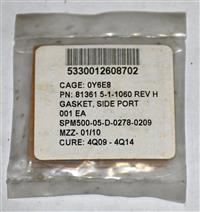 5330012608702
CAGE: 0Y6E8
PN: 81361 5-1-1060 REV H
GASKET, SIDE PORT
001 EA
SPM500-05-D-0278-0209
MZZ- 01/10
CURE: 4Q09 - 4Q14